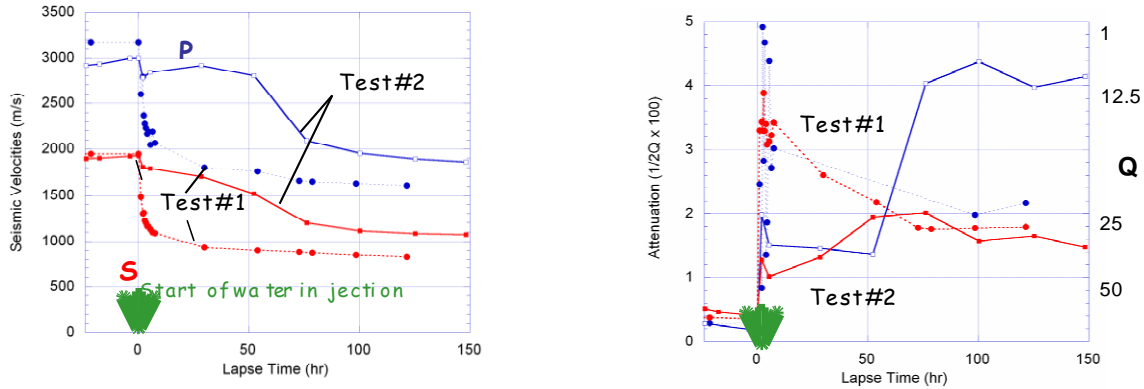 3500
3000
2500
2000
1500
1000
500
0
Seismic Velocities (m/s)
P
Test#2
Test#1
S
Start of water in jection
0
50
100
150
Lapse Time (hr)
5
4
3
2
1
0
Attenuation (1/2Q x 100)
Test#1
Test#2
0
50
100
150
Lapse Time (hr)
1
12.5
Q
25
50